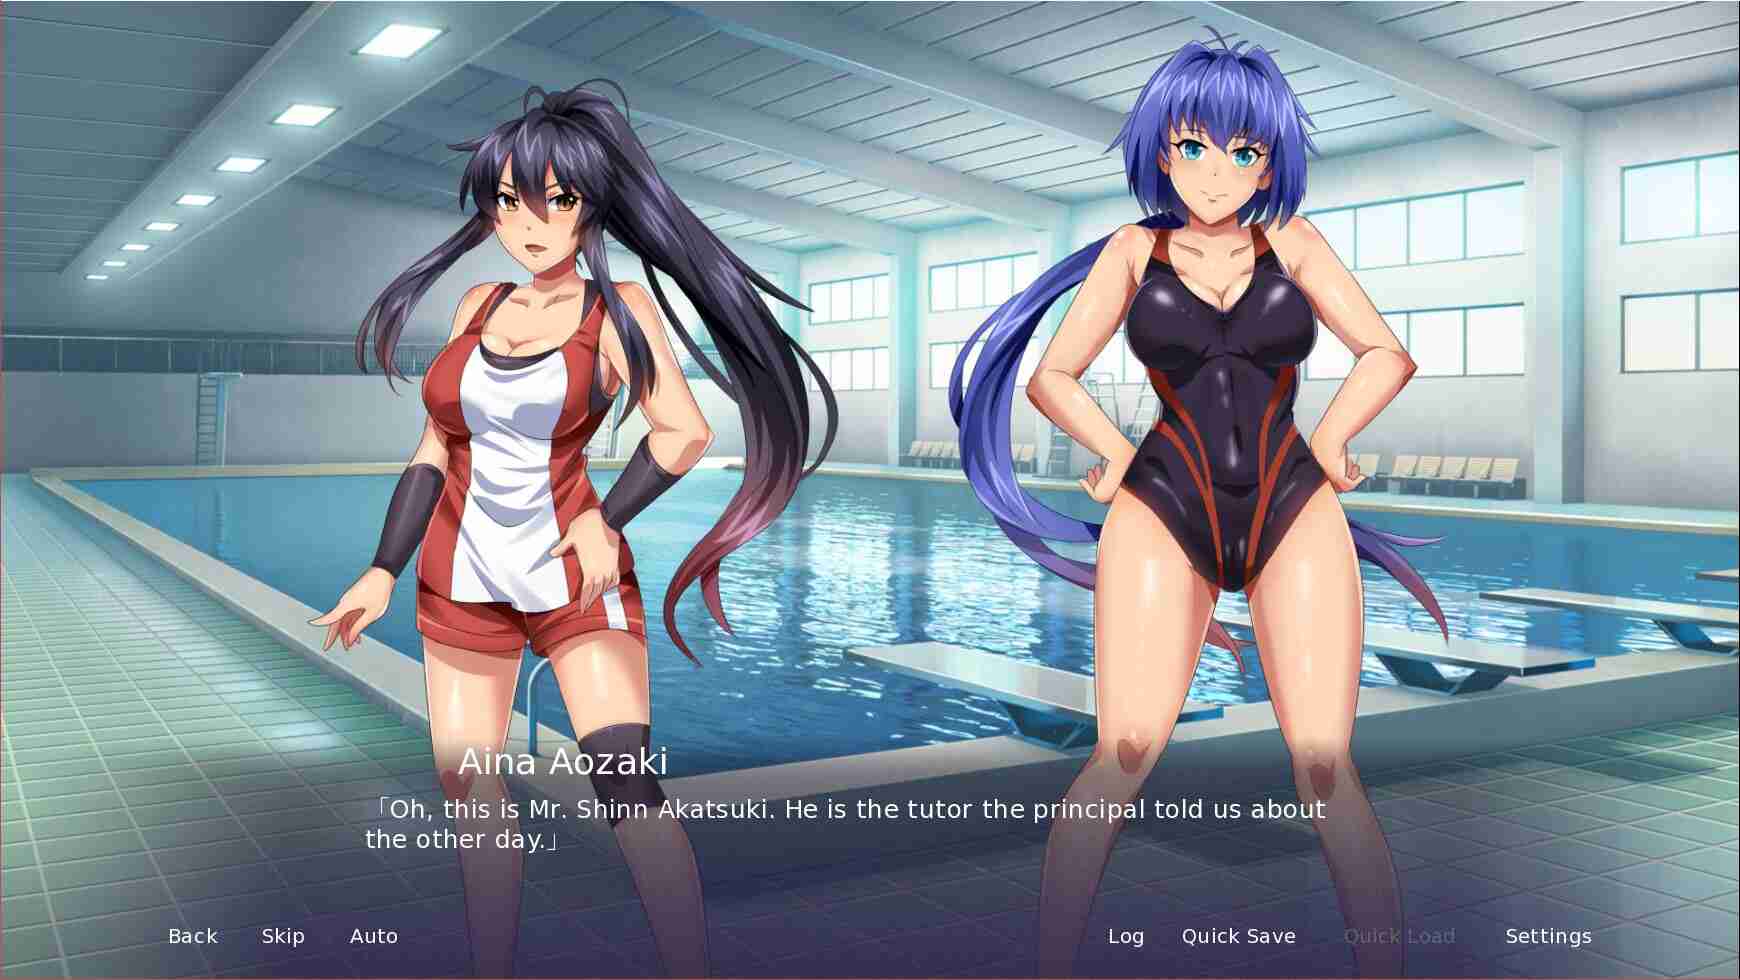 Aina Aozaki
「Oh, this is Mr. Shinn Akatsuki. He is the tutor the principal told us about
the other day.」
Back Skip Auto Log Quick Save Quick Load Settings